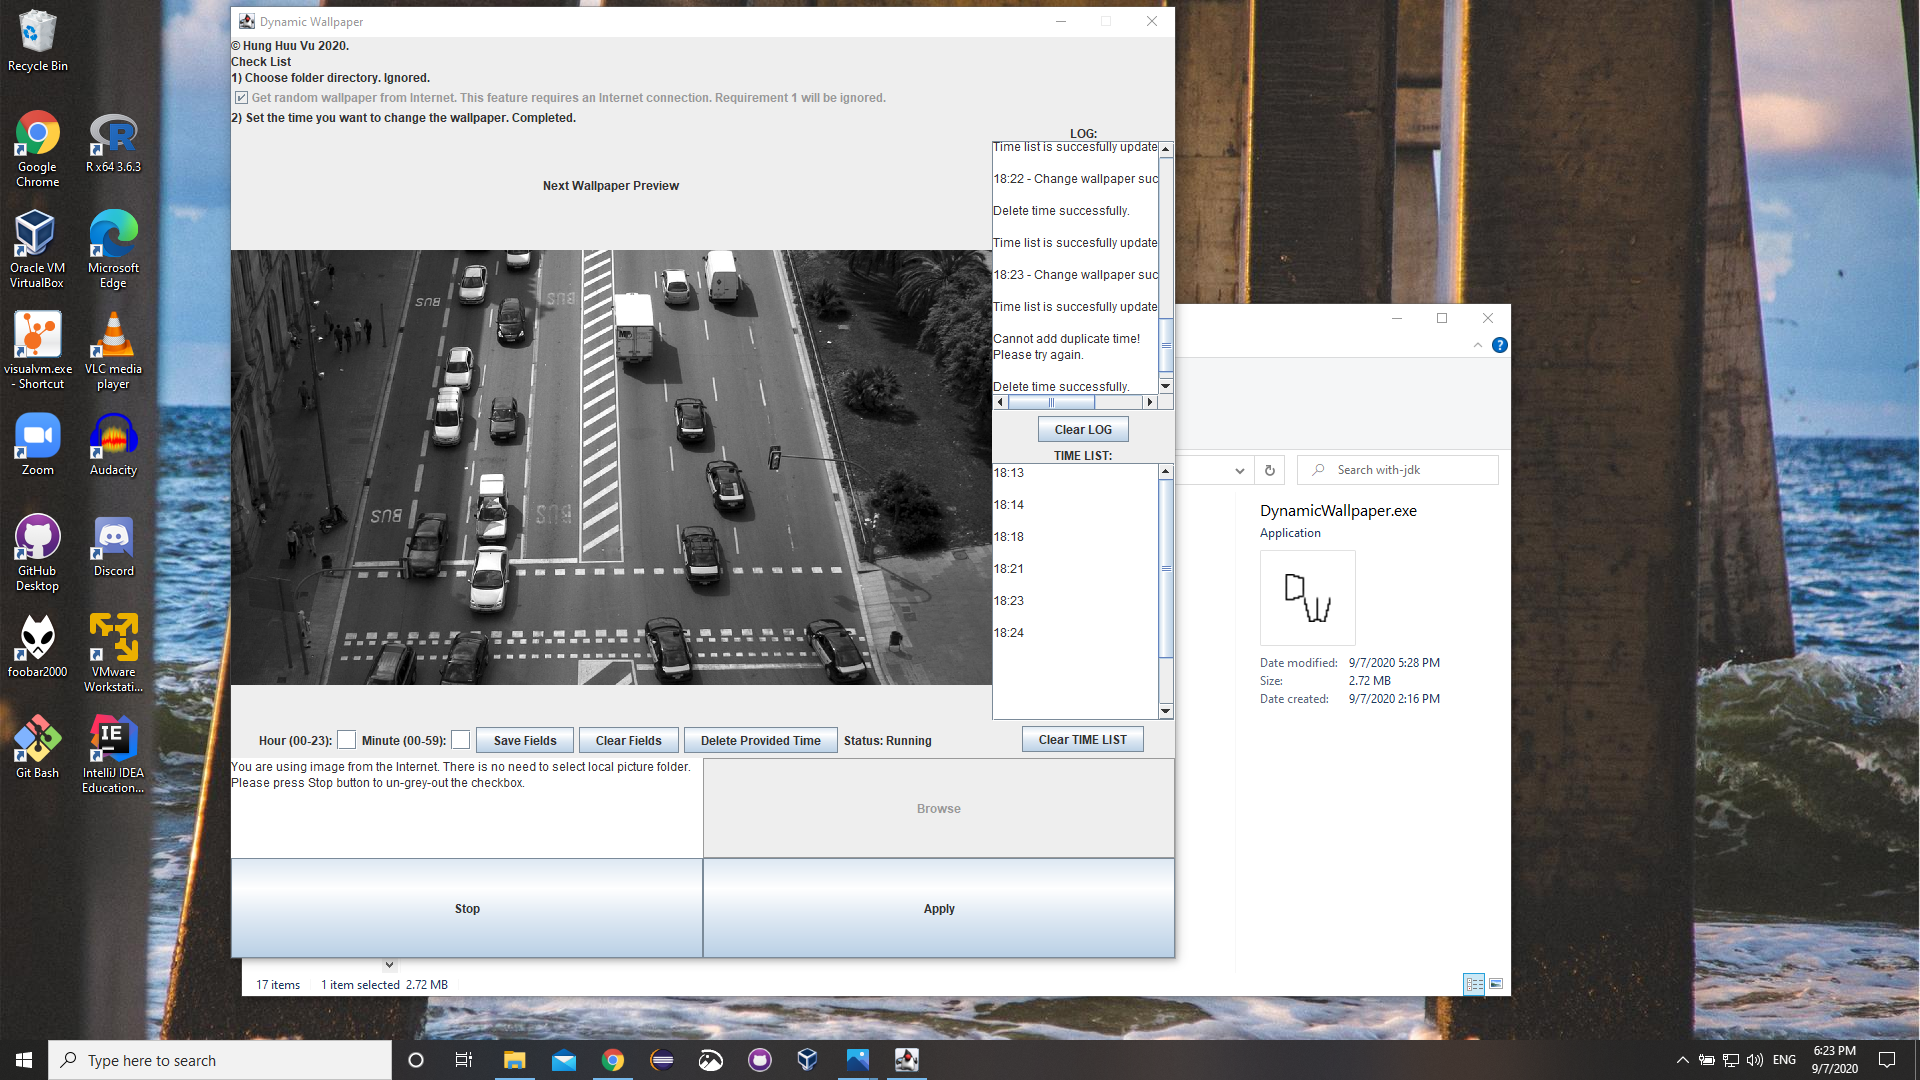 Recycle Bin
Google
Chrome
R x64 3.6.3
Oracle VM
VirtualBox
Microsoft
Edge
visualvm.exe
- Shortcut
VLC media
player
Zoom
Audacity
GitHub
Desktop
Discord
foobar2000
VMware
Workstati...
Git Bash
IntelliJ IDEA
Education...
Dynamic Wallpaper
© Hung Huu Vu 2020.
Check List
1) Choose folder directory. Ignored.
Get random wallpaper from Internet. This feature requires an Internet connection. Requirement 1 will be ignored.
2) Set the time you want to change the wallpaper. Completed.
Next Wallpaper Preview
BUS
BUS
BUS
BUS
LOG:
Time list is succesfully update
18:22 - Change wallpaper suc
Delete time successfully.
Time list is succesfully update
18:23 - Change wallpaper suc
Time list is succesfully update
Cannot add duplicate time!
Please try again.
Delete time successfully.
Clear LOG
TIME LIST:
18:13
18:14
18:18
18:21
18:23
18:24
Clear TIME LIST
Hour (00-23):
Minute (00-59):
Save Fields
Clear Fields
Delete Provided Time
Status: Running
You are using image from the Internet. There is no need to select local picture folder.
Please press Stop button to un-grey-out the checkbox.
Browse
Stop
Apply
?
Search with-jdk
DynamicWallpaper.exe
Application
DW
Date modified: 9/7/2020 5:28 PM
Size: 2.72 MB
Date created: 9/7/2020 2:16 PM
17 items
1 item selected 2.72 MB
Type here to search
ENG
6:23 PM
9/7/2020